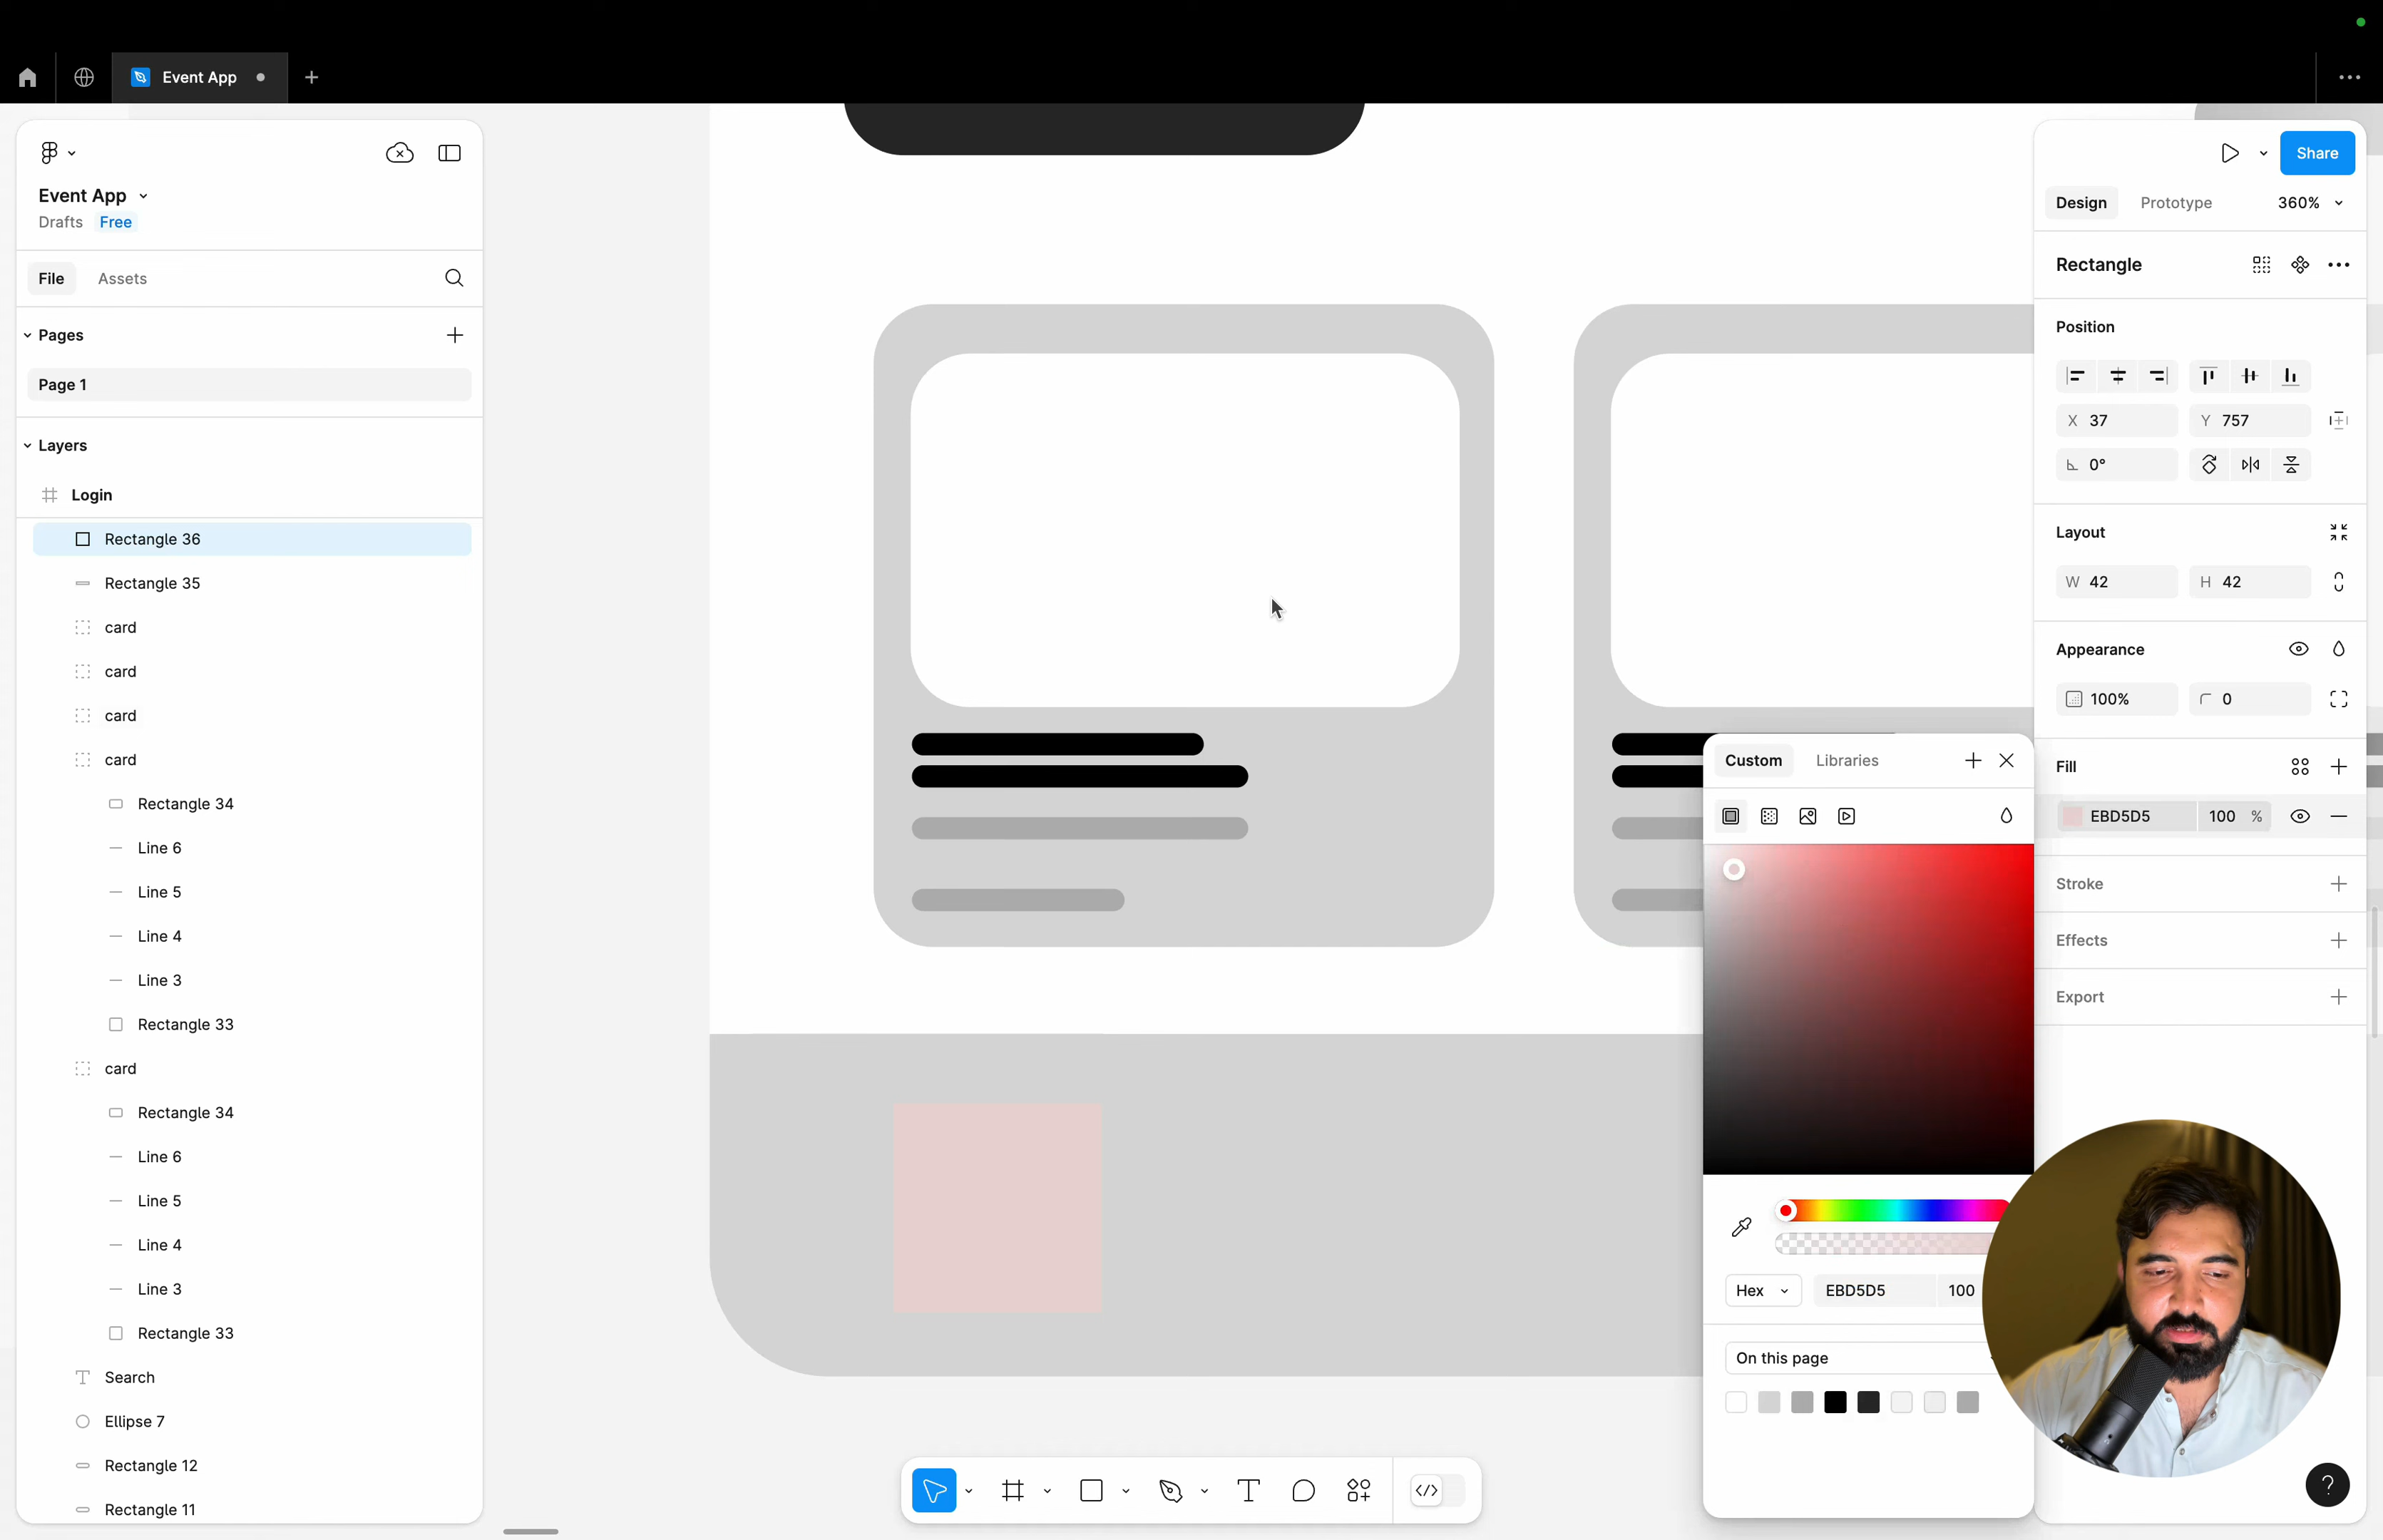 Event App
Share
Event App
Drafts Free
Design Prototype 360%
File Assets
Rectangle
Pages
Position
Page 1
X 37 Y 757
Layers
0°
Login
Layout
Rectangle 36
Rectangle 35
W 42 H 42
card
Appearance
card
100% 0
card
card
Custom Libraries
Fill
Rectangle 34
EBD5D5 100 %
Line 6
Line 5
Stroke
Line 4
Effects
Line 3
Export
Rectangle 33
card
Rectangle 34
Line 6
Line 5
Line 4
Line 3
Hex EBD5D5 100
Rectangle 33
On this page
Search
Ellipse 7
Rectangle 12
Rectangle 11
?